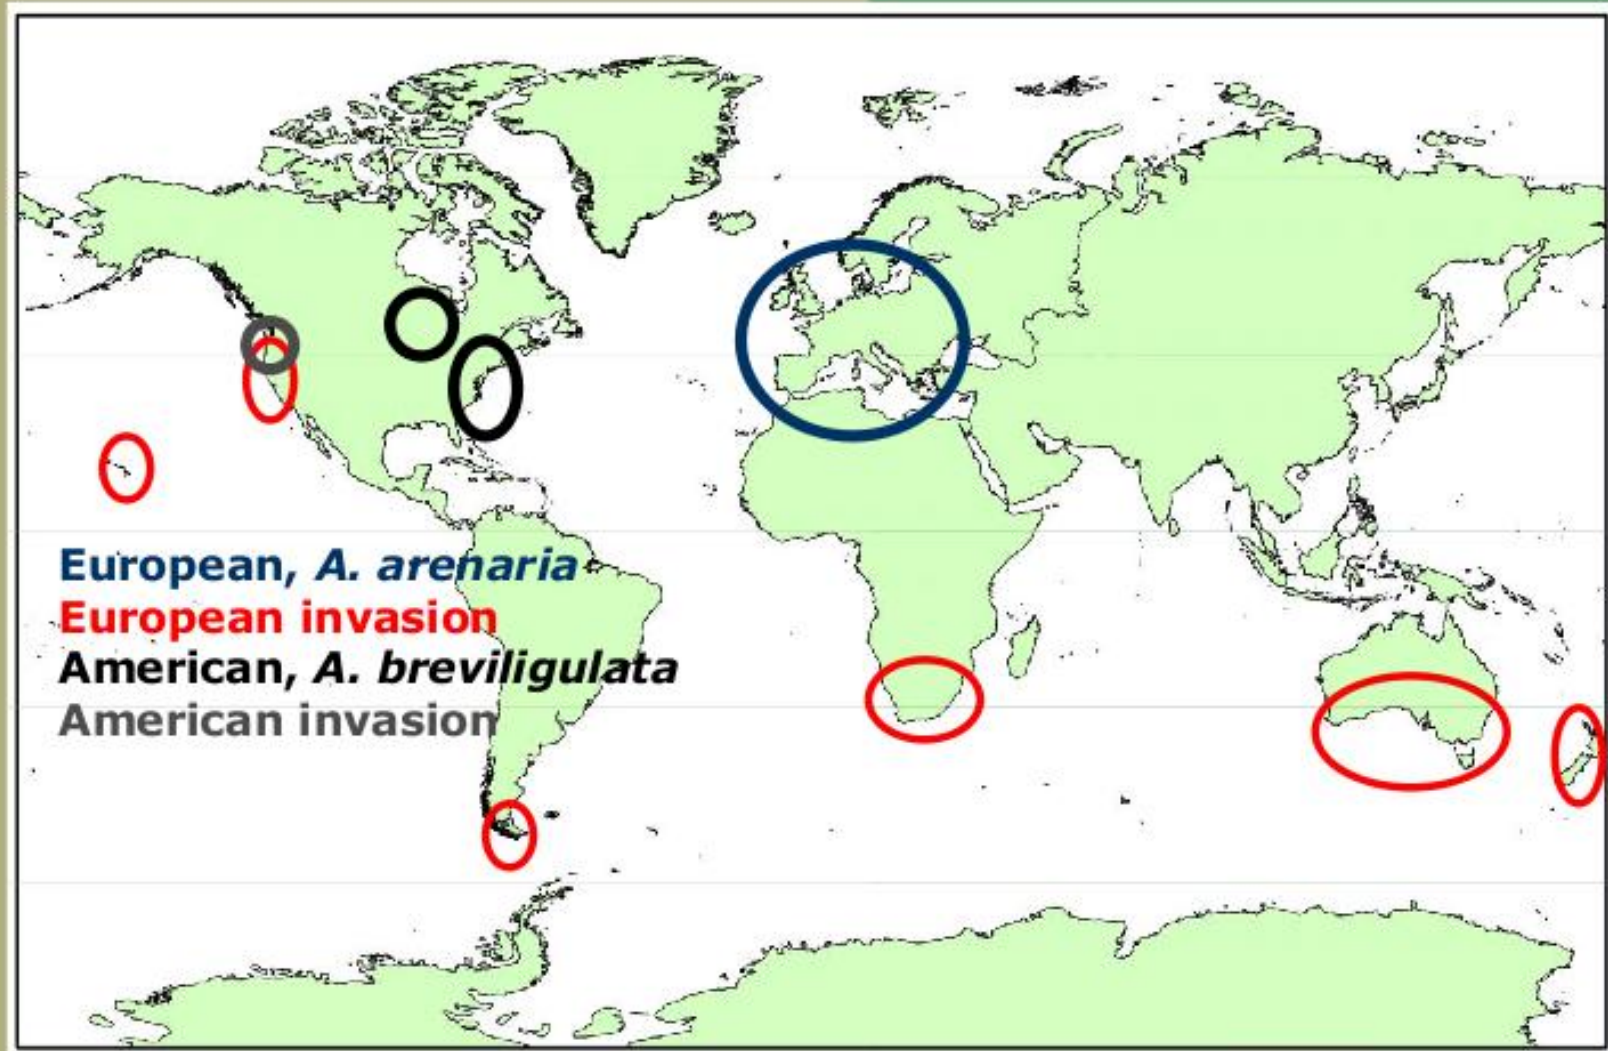 European, A. arenaria
European invasion
American, A. breviligulata
American invasion